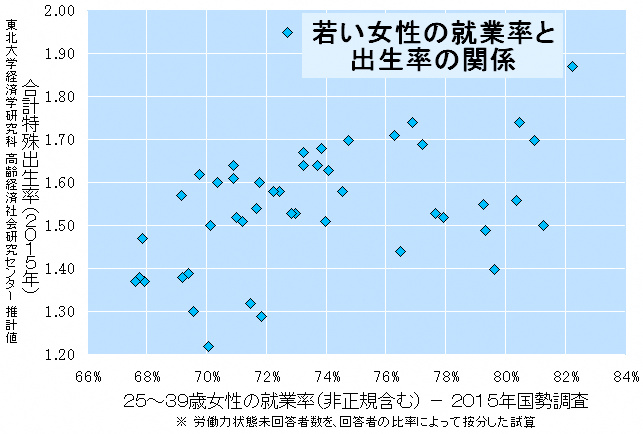 若い女性の就業率と
出生率の関係
東北大学経済学研究科 高齢経済社会研究センター 推計値
合計特殊出生率(2015年)
2.00
1.90
1.80
1.70
1.60
1.50
1.40
1.30
1.20
66% 68% 70% 72% 74% 76% 78% 80% 82% 84%
25～39歳女性の就業率(非正規含む) － 2015年国勢調査
※ 労働力状態未回答者数を、回答者の比率によって按分した試算